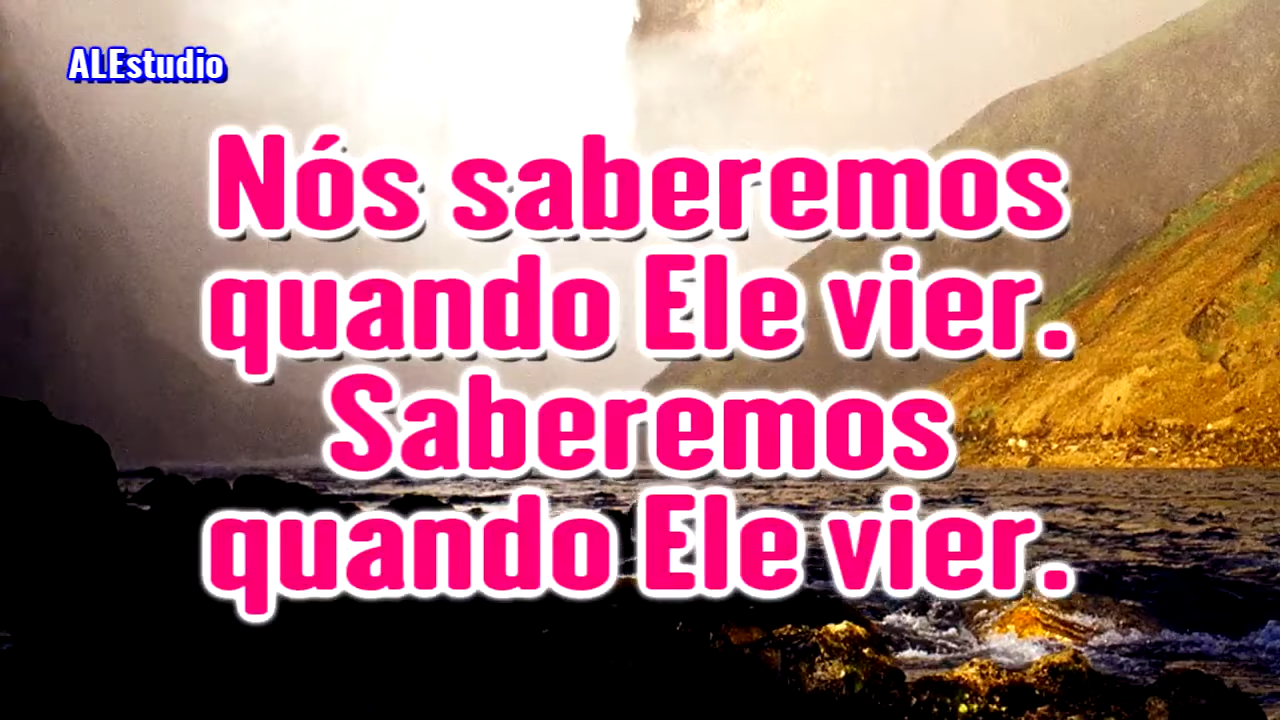 ALEstudio
Nós saberemos
quando Ele vier.
Saberemos
quando Ele vier.